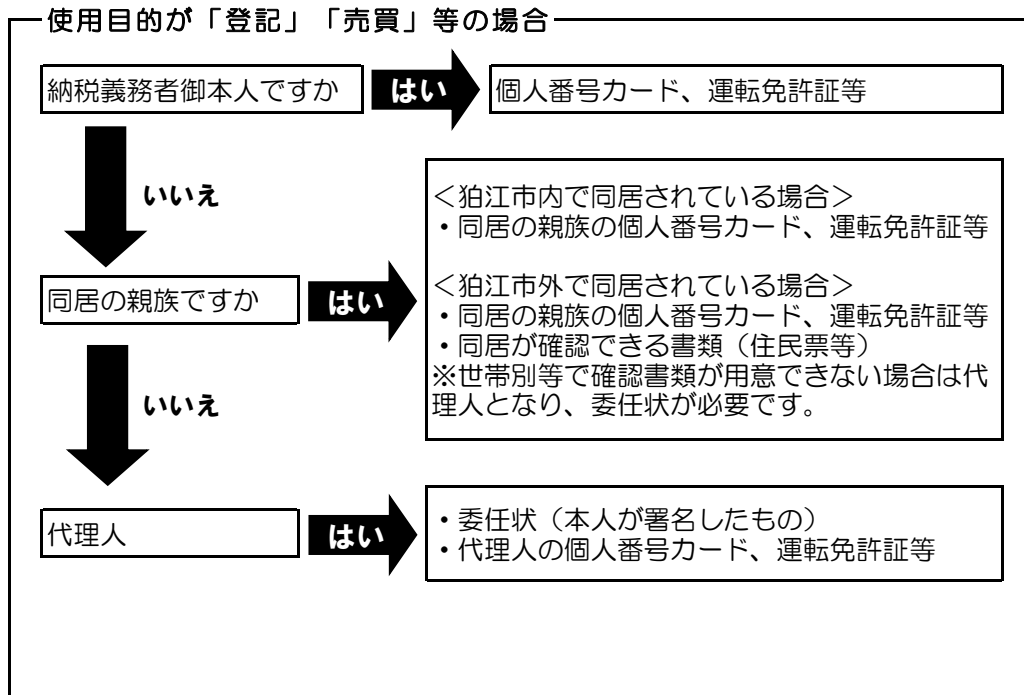 使用目的が「登記」「売買」等の場合
納税義務者御本人ですか
はい
個人番号カード、運転免許証等
いいえ
＜狛江市内で同居されている場合＞
・同居の親族の個人番号カード、運転免許証等
＜狛江市外で同居されている場合＞
・同居の親族の個人番号カード、運転免許証等
・同居が確認できる書類（住民票等）
※世帯別等で確認書類が用意できない場合は代
理人となり、委任状が必要です。
同居の親族ですか
はい
いいえ
代理人
はい
・委任状（本人が署名したもの）
・代理人の個人番号カード、運転免許証等